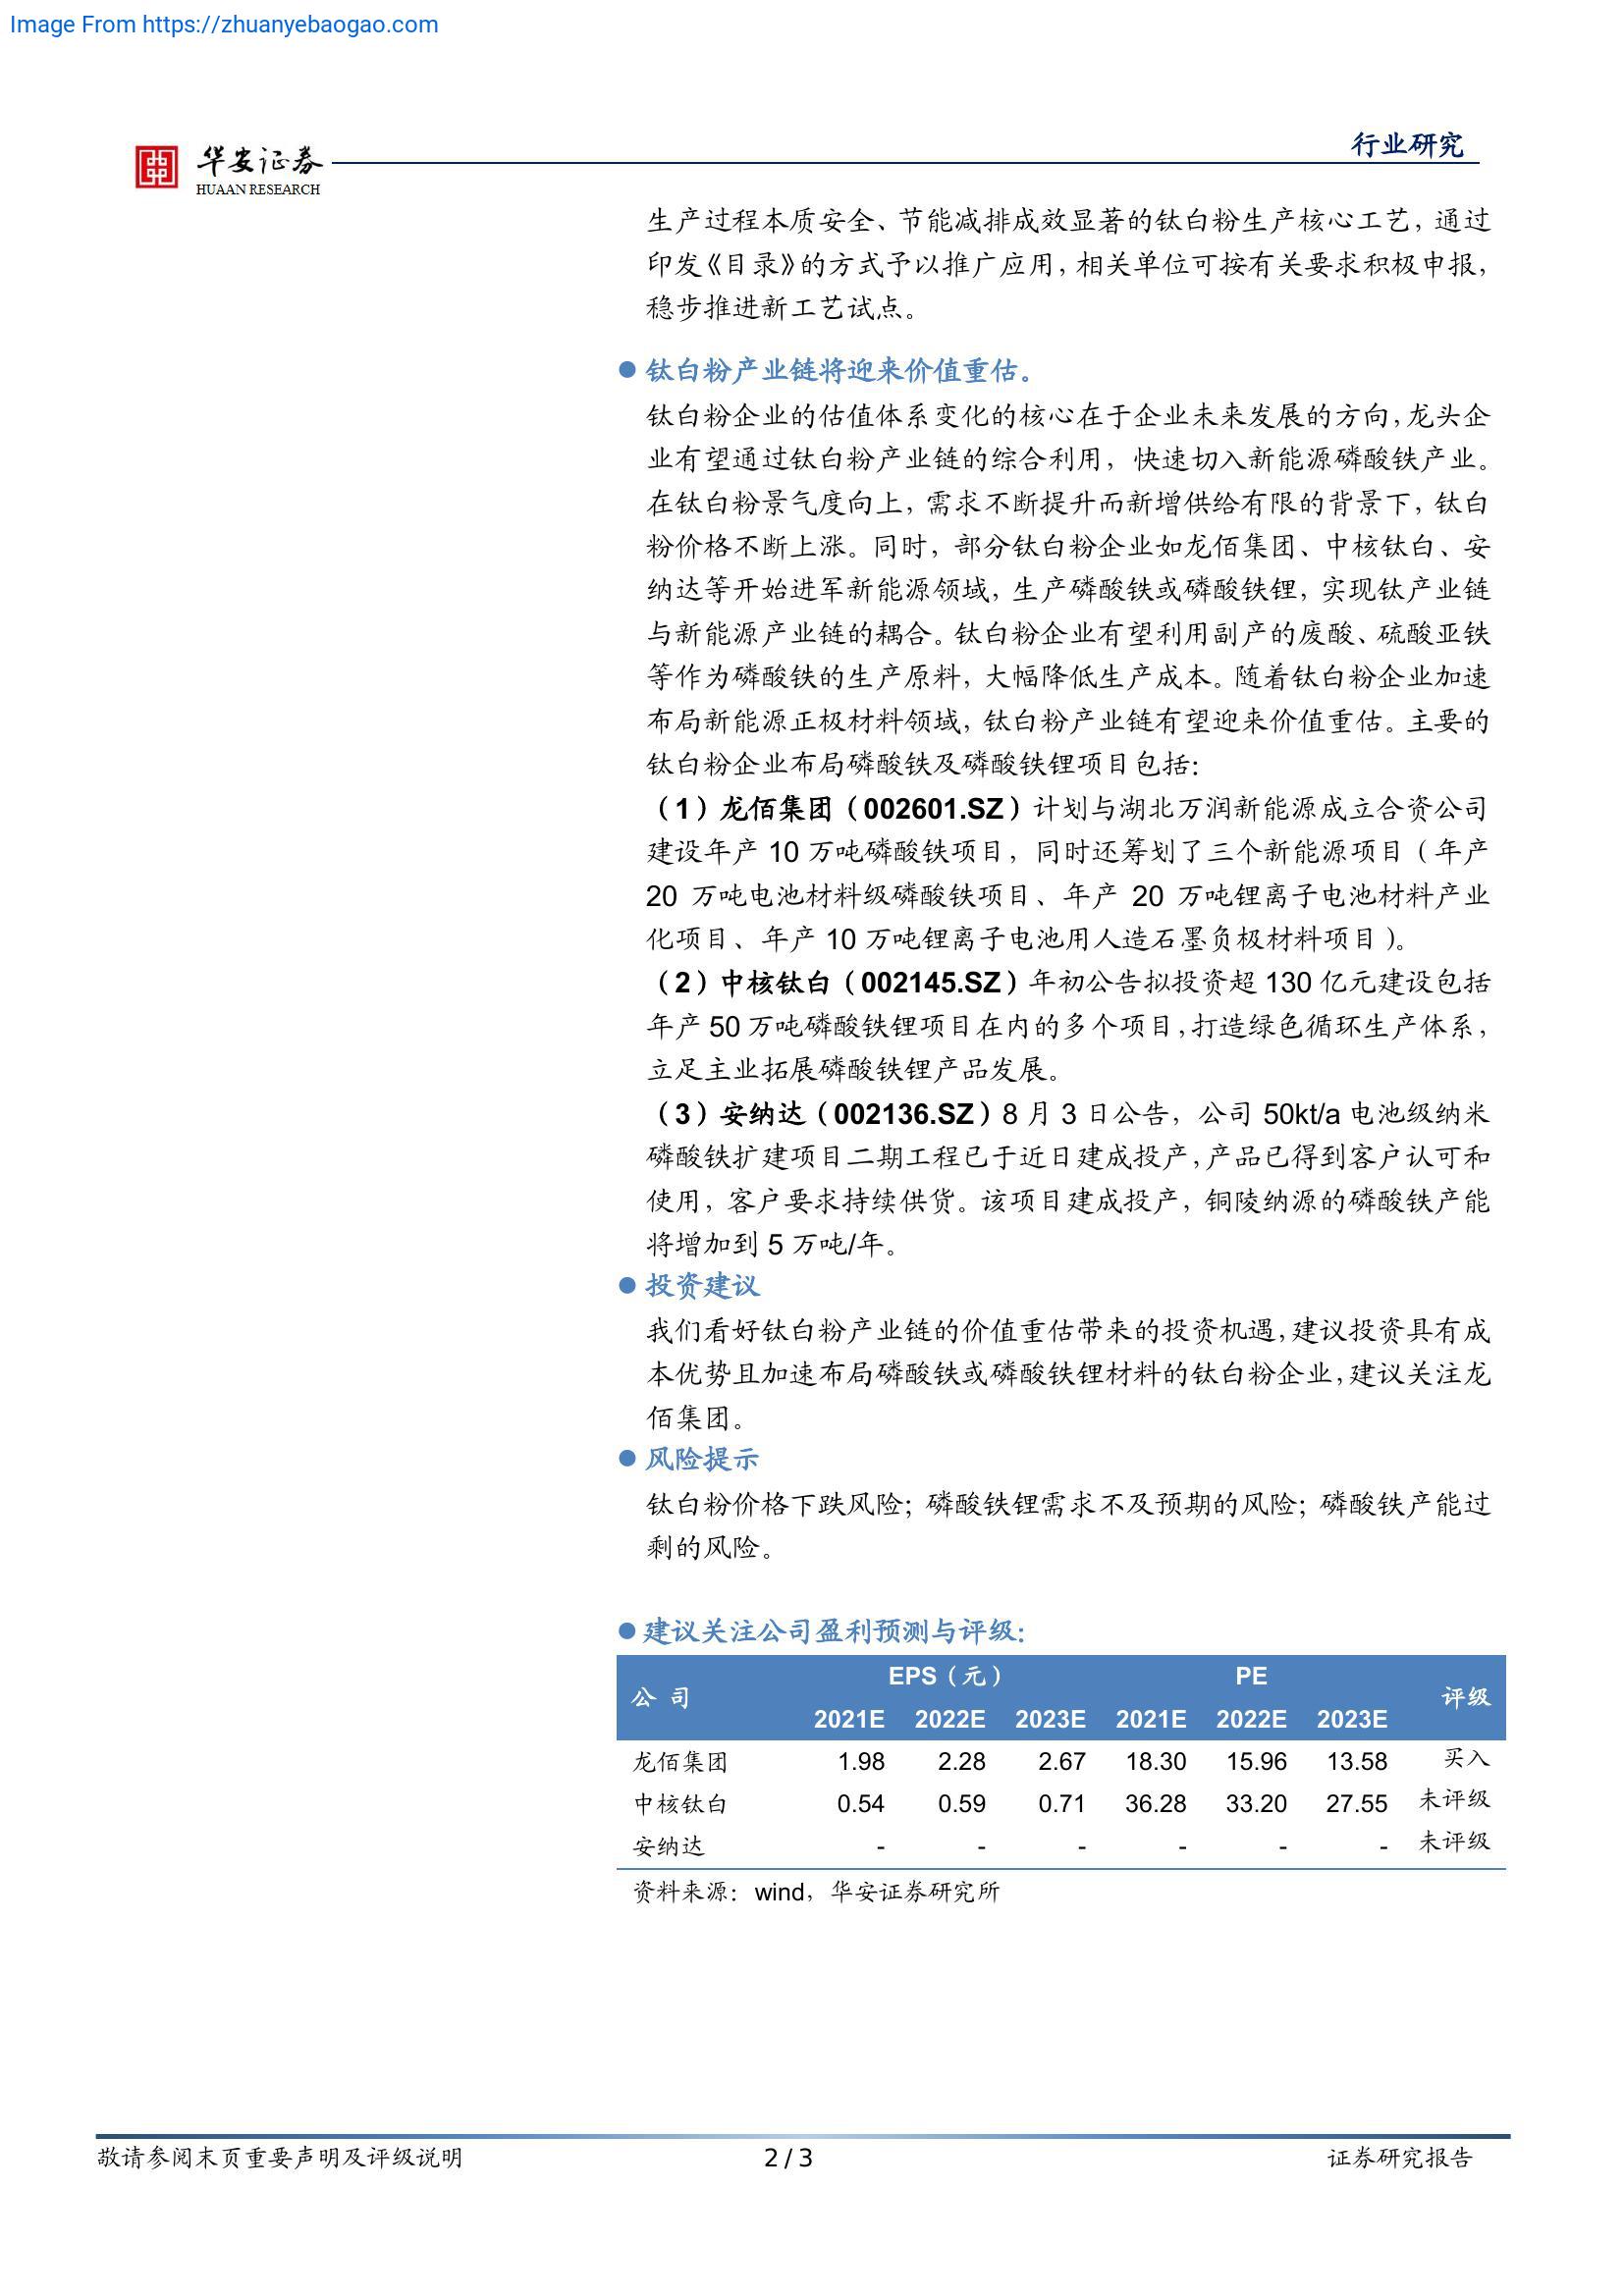 Image From https://zhuanyebaogao.com
华安证券
HUAAN RESEARCH
行业研究
生产过程本质安全、节能减排成效显著的钛白粉生产核心工艺，通过
印发《目录》的方式予以推广应用，相关单位可按有关要求积极申报，
稳步推进新工艺试点。
● 钛白粉产业链将迎来价值重估。
钛白粉企业的估值体系变化的核心在于企业未来发展的方向，龙头企
业有望通过钛白粉产业链的综合利用，快速切入新能源磷酸铁产业。
在钛白粉景气度向上，需求不断提升而新增供给有限的背景下，钛白
粉价格不断上涨。同时，部分钛白粉企业如龙佰集团、中核钛白、安
纳达等开始进军新能源领域，生产磷酸铁或磷酸铁锂，实现钛产业链
与新能源产业链的耦合。钛白粉企业有望利用副产的废酸、硫酸亚铁
等作为磷酸铁的生产原料，大幅降低生产成本。随着钛白粉企业加速
布局新能源正极材料领域，钛白粉产业链有望迎来价值重估。主要的
钛白粉企业布局磷酸铁及磷酸铁锂项目包括：
（1）龙佰集团（002601.SZ）计划与湖北万润新能源成立合资公司
建设年产 10 万吨磷酸铁项目，同时还筹划了三个新能源项目（年产
20 万吨电池材料级磷酸铁项目、年产 20 万吨锂离子电池材料产业
化项目、年产 10 万吨锂离子电池用人造石墨负极材料项目）。
（2）中核钛白（002145.SZ）年初公告拟投资超 130 亿元建设包括
年产 50 万吨磷酸铁锂项目在内的多个项目，打造绿色循环生产体系，
立足主业拓展磷酸铁锂产品发展。
（3）安纳达（002136.SZ）8 月 3 日公告，公司 50kt/a 电池级纳米
磷酸铁扩建项目二期工程已于近日建成投产，产品已得到客户认可和
使用，客户要求持续供货。该项目建成投产，铜陵纳源的磷酸铁产能
将增加到 5 万吨/年。
● 投资建议
我们看好钛白粉产业链的价值重估带来的投资机遇，建议投资具有成
本优势且加速布局磷酸铁或磷酸铁锂材料的钛白粉企业，建议关注龙
佰集团。
● 风险提示
钛白粉价格下跌风险；磷酸铁锂需求不及预期的风险；磷酸铁产能过
剩的风险。
● 建议关注公司盈利预测与评级：
公 司 EPS（元） PE 评级
2021E 2022E 2023E 2021E 2022E 2023E
龙佰集团 1.98 2.28 2.67 18.30 15.96 13.58 买入
中核钛白 0.54 0.59 0.71 36.28 33.20 27.55 未评级
安纳达 - - - - - - 未评级
资料来源：wind，华安证券研究所
敬请参阅末页重要声明及评级说明 2 / 3 证券研究报告